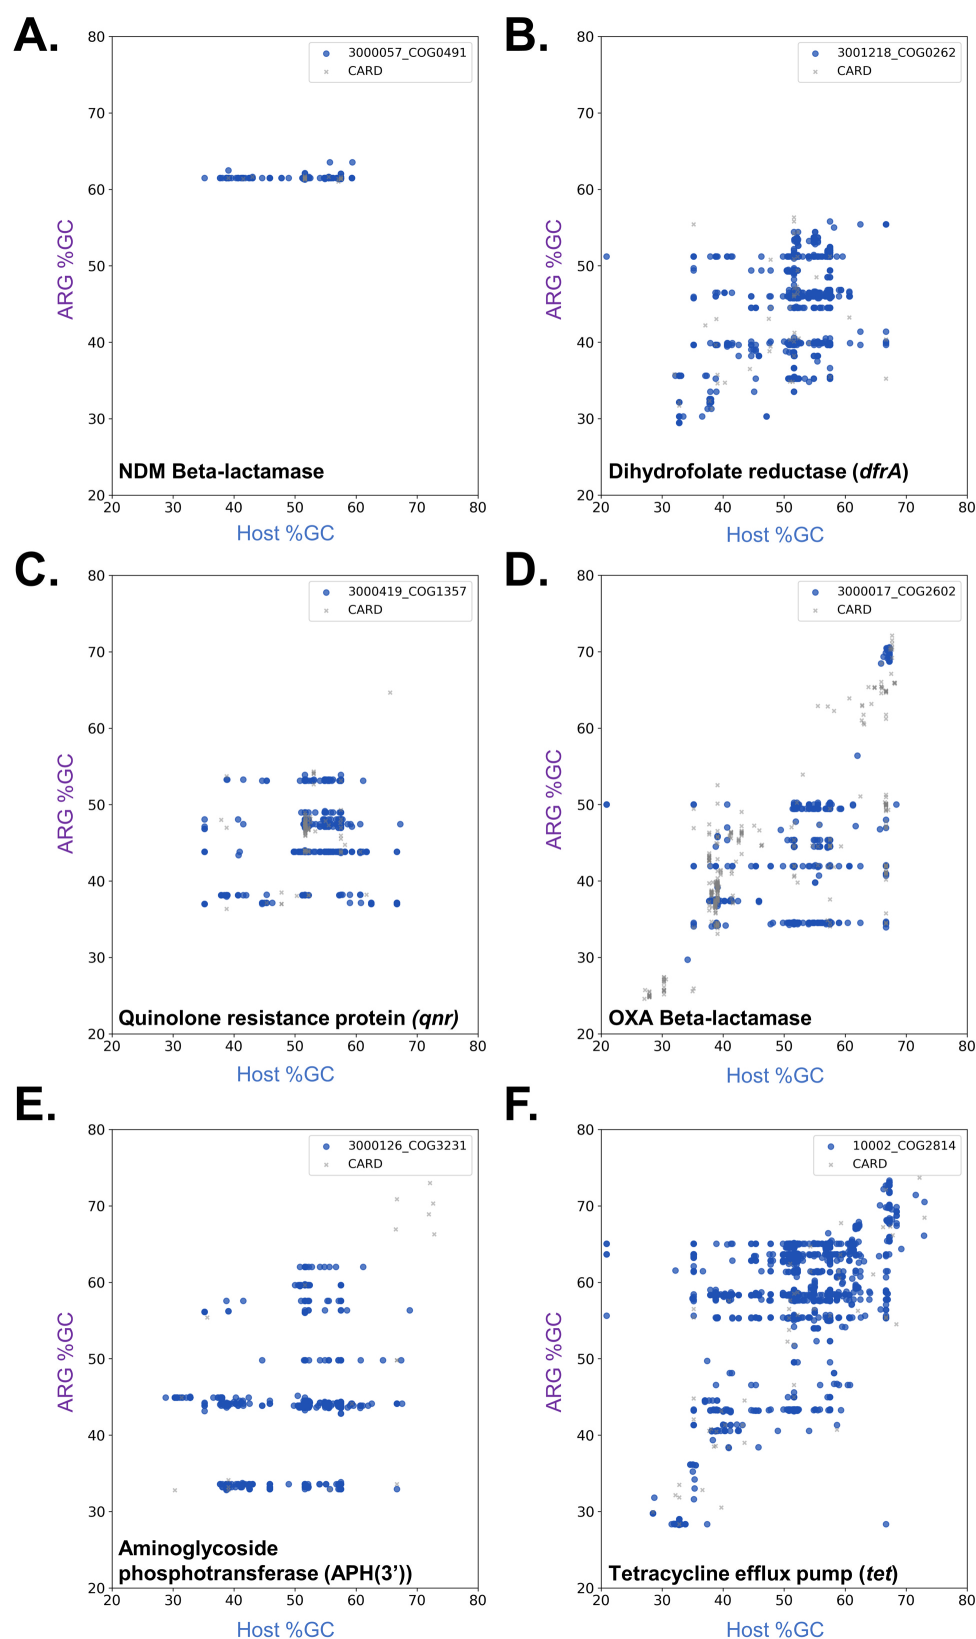 A.
80
70
60
50
40
30
20
20 30 40 50 60 70 80
ARG %GC
Host %GC
3000057_COG0491
CARD
NDM Beta-lactamase
B.
80
70
60
50
40
30
20
20 30 40 50 60 70 80
ARG %GC
Host %GC
3001218_COG0262
CARD
Dihydrofolate reductase (dfrA)
C.
80
70
60
50
40
30
20
20 30 40 50 60 70 80
ARG %GC
Host %GC
3000419_COG1357
CARD
Quinolone resistance protein (qnr)
D.
80
70
60
50
40
30
20
20 30 40 50 60 70 80
ARG %GC
Host %GC
3000017_COG2602
CARD
OXA Beta-lactamase
E.
80
70
60
50
40
30
20
20 30 40 50 60 70 80
ARG %GC
Host %GC
3000126_COG3231
CARD
Aminoglycoside
phosphotransferase (APH(3’))
F.
80
70
60
50
40
30
20
20 30 40 50 60 70 80
ARG %GC
Host %GC
10002_COG2814
CARD
Tetracycline efflux pump (tet)